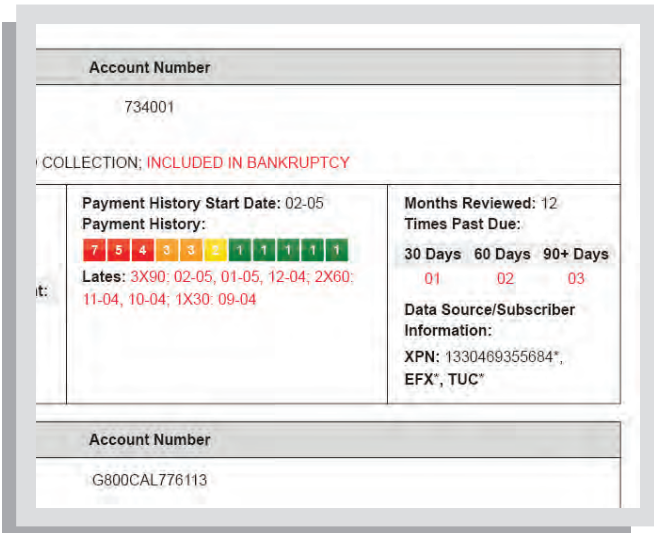 Account Number
734001
COLLECTION; INCLUDED IN BANKRUPTCY
Payment History Start Date: 02-05
Payment History:
7 5 4 3 3 2 1 1 1 1 1
Lates: 3X90: 02-05, 01-05, 12-04; 2X60:
11-04, 10-04; 1X30: 09-04
Months Reviewed: 12
Times Past Due:
30 Days 60 Days 90+ Days
01 02 03
Data Source/Subscriber
Information:
XPN: 1330469355684*,
EFX*, TUC*
Account Number
G800CAL776113